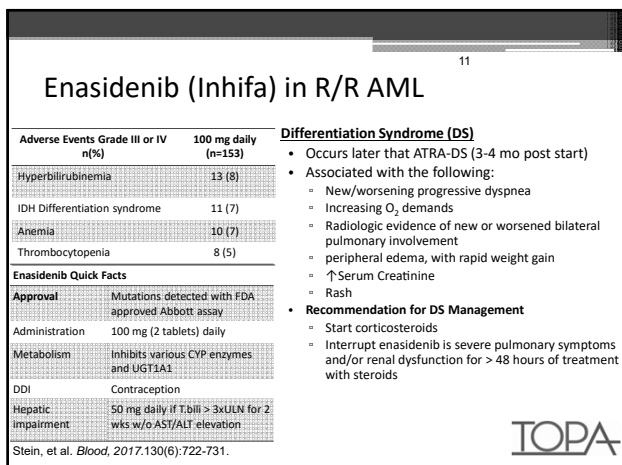 11
Enasidenib (Inhifa) in R/R AML
Adverse Events Grade III or IV 100 mg daily
n(%) (n=153)
Hyperbilirubinemia 13 (8)
IDH Differentiation syndrome 11 (7)
Anemia 10 (7)
Thrombocytopenia 8 (5)
Enasidenib Quick Facts
Approval Mutations detected with FDA
approved Abbott assay
Administration 100 mg (2 tablets) daily
Metabolism Inhibits various CYP enzymes
and UGT1A1
DDI Contraception
Hepatic 50 mg daily if T.bili > 3xULN for 2
impairment wks w/o AST/ALT elevation
Stein, et al. Blood, 2017.130(6):722-731.
Differentiation Syndrome (DS)
• Occurs later that ATRA-DS (3-4 mo post start)
• Associated with the following:
▫ New/worsening progressive dyspnea
▫ Increasing O₂ demands
▫ Radiologic evidence of new or worsened bilateral
pulmonary involvement
▫ peripheral edema, with rapid weight gain
▫ ↑Serum Creatinine
▫ Rash
• Recommendation for DS Management
▫ Start corticosteroids
▫ Interrupt enasidenib is severe pulmonary symptoms
and/or renal dysfunction for > 48 hours of treatment
with steroids
TOPA